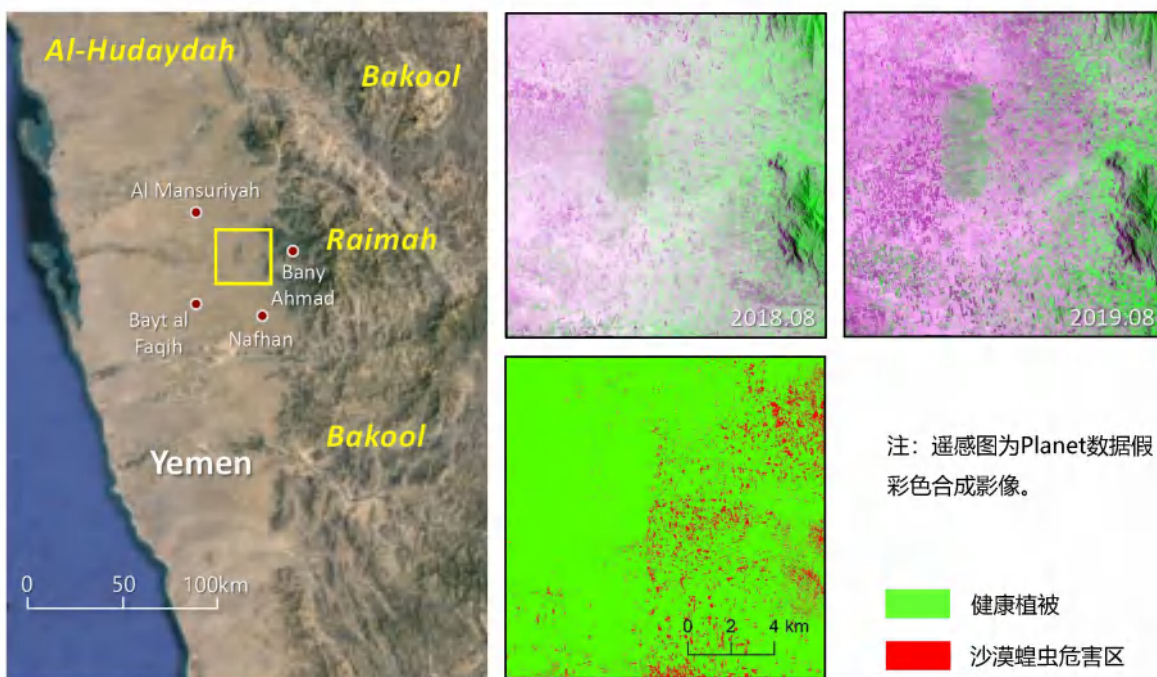 Al-Hudaydah
Bakool
Al Mansuriyah
Raimah
Bany
Ahmad
Bayt al
Faqih
Nafhan
Bakool
Yemen
0 50 100km
2018.08
2019.08
0 2 4 km
注：遥感图为Planet数据假
彩色合成影像。
健康植被
沙漠蝗虫危害区